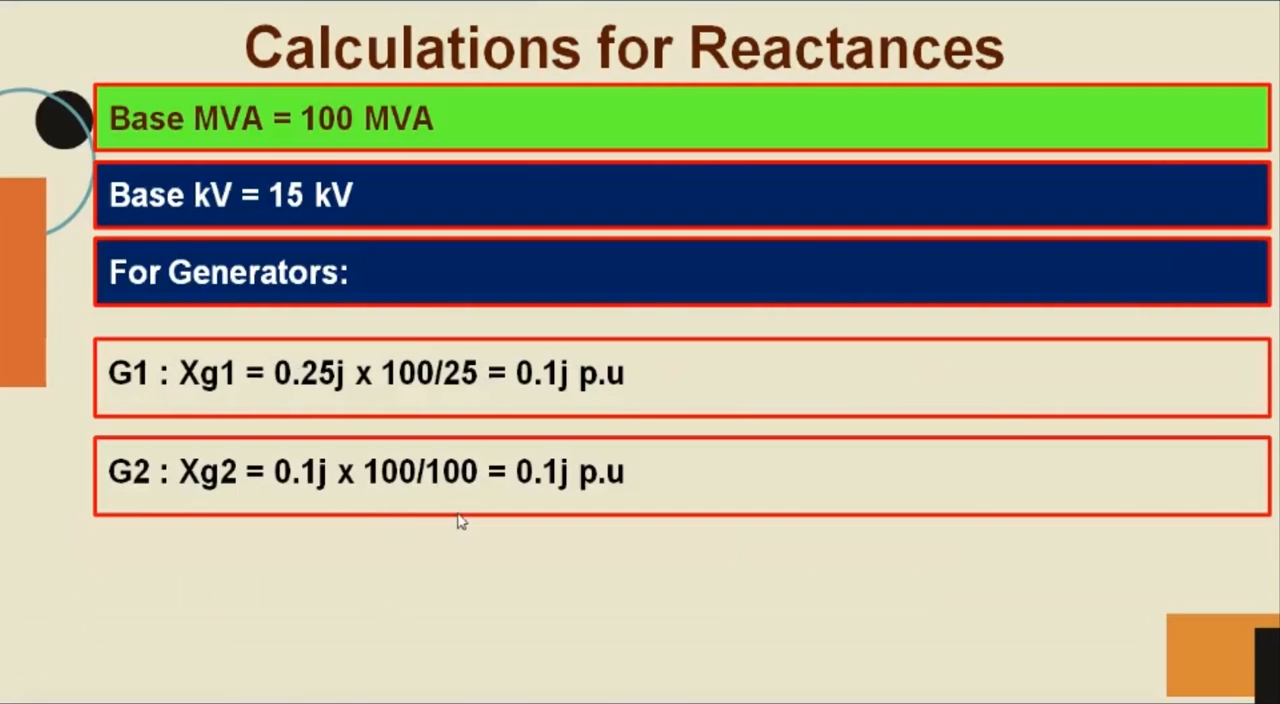 Calculations for Reactances
Base MVA = 100 MVA
Base kV = 15 kV
For Generators:
G1 : Xg1 = 0.25j x 100/25 = 0.1j p.u
G2 : Xg2 = 0.1j x 100/100 = 0.1j p.u